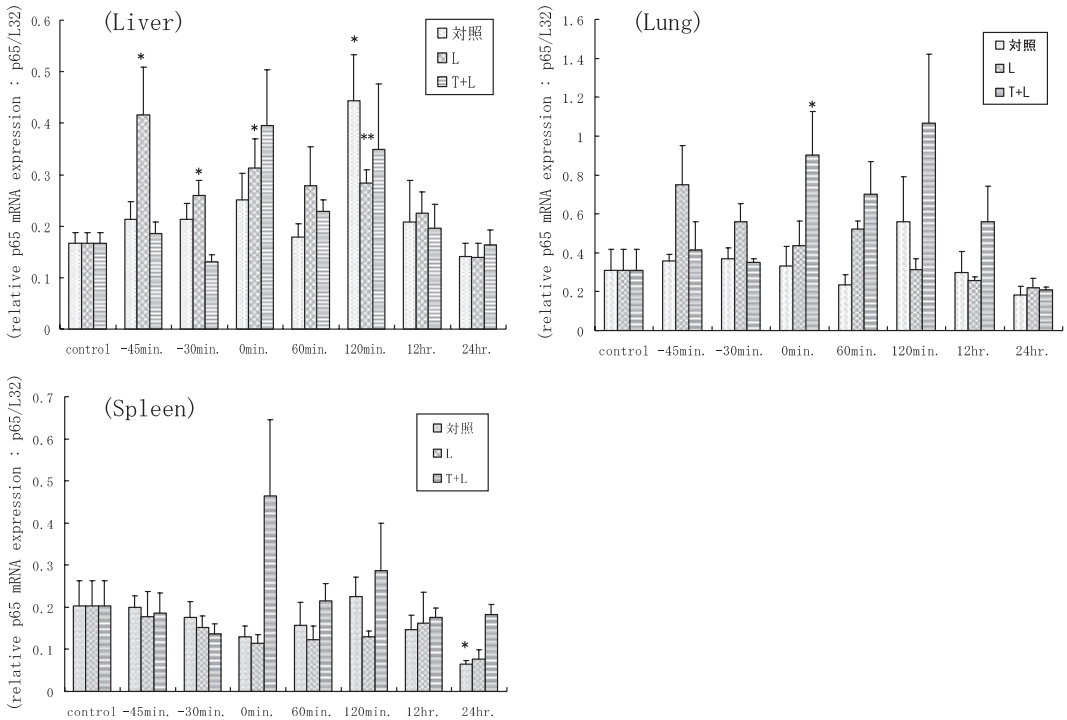 (Liver)
(relative p65 mRNA expression : p65/L32)
0.6
0.5
0.4
0.3
0.2
0.1
0
* * * * **
対照
L
T+L
control -45min. -30min. 0min. 60min. 120min. 12hr. 24hr.
(Lung)
(relative p65 mRNA expression : p65/L32)
1.6
1.4
1.2
1
0.8
0.6
0.4
0.2
0
*
対照
L
T+L
control -45min. -30min. 0min. 60min. 120min. 12hr. 24hr.
(Spleen)
(relative p65 mRNA expression : p65/L32)
0.7
0.6
0.5
0.4
0.3
0.2
0.1
0
*
対照
L
T+L
control -45min. -30min. 0min. 60min. 120min. 12hr. 24hr.